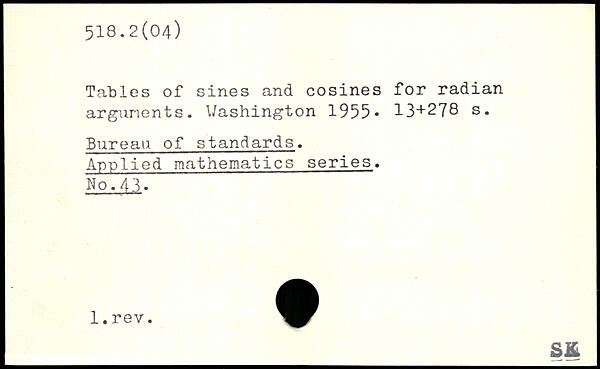 518.2(04)
Tables of sines and cosines for radian
arguments. Washington 1955. 13+278 s.
Bureau of standards.
Applied mathematics series.
No.43.
1.rev.
SK